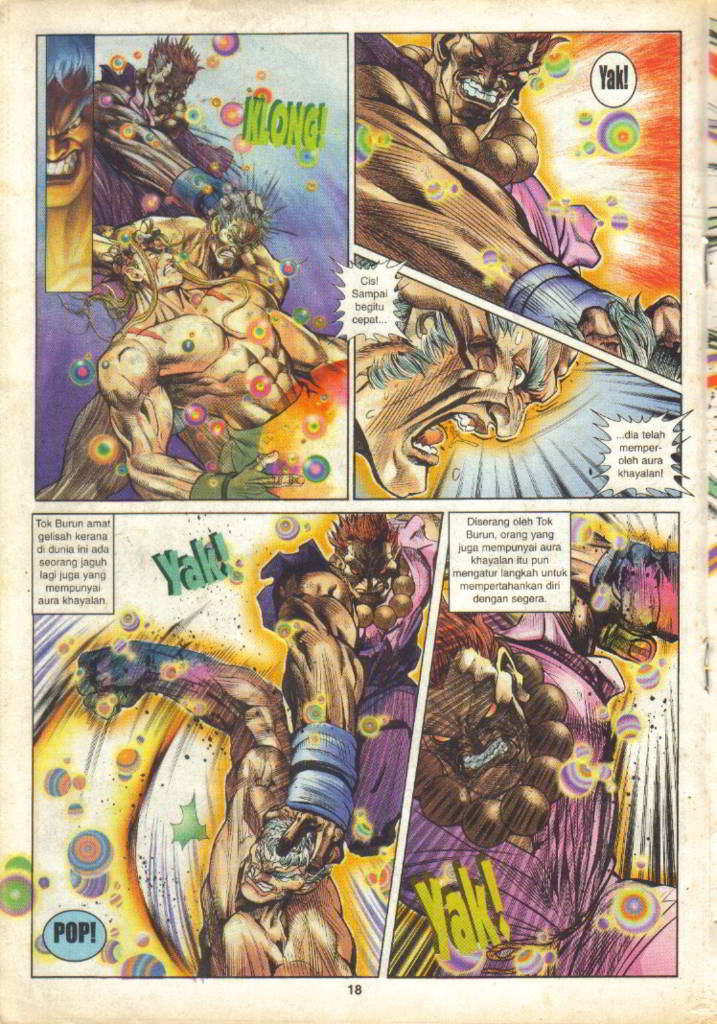 KLONG!
Yak!
Cis!
Sampai
begitu
cepat...
...dia telah
memper-
oleh aura
khayalan!
Tok Burun amat
gelisah kerana
di dunia ini ada
seorang jaguh
lagi juga yang
mempunyai
aura khayalan.
Yak!
POP!
Diserang oleh Tok
Burun, orang yang
juga mempunyai aura
khayalan itu pun
mengatur langkah untuk
mempertahankan diri
dengan segera.
Yak!
18